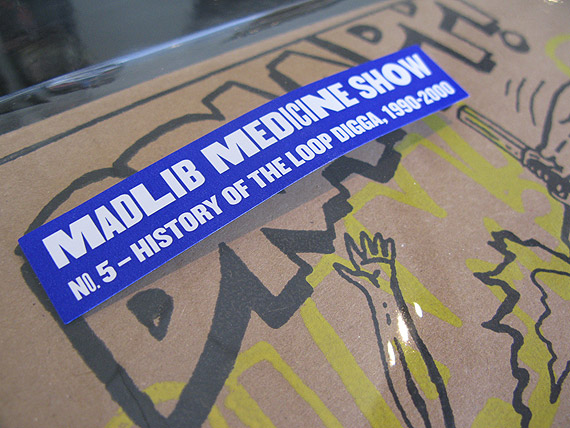 MADLIB MEDICINE SHOW
NO. 5 – HISTORY OF THE LOOP DIGGA, 1990-2000